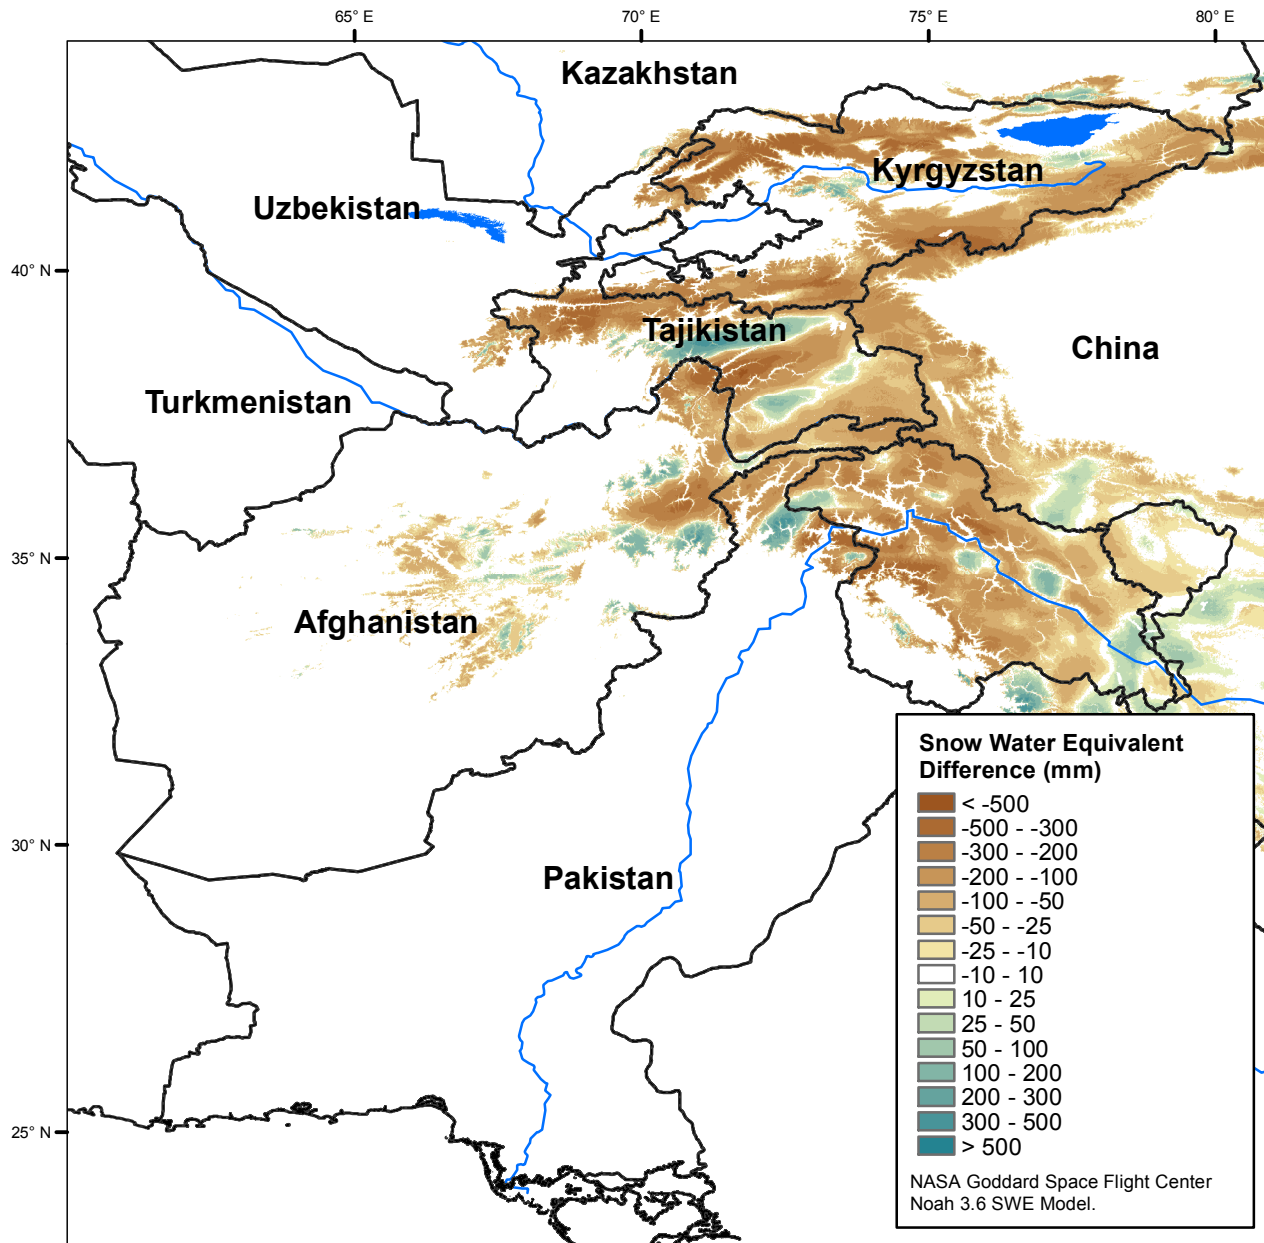 65° E
70° E
75° E
80° E
Kazakhstan
Kyrgyzstan
Uzbekistan
40° N
Tajikistan
China
Turkmenistan
35° N
Afghanistan
Snow Water Equivalent
Difference (mm)
< -500
-500 - -300
-300 - -200
-200 - -100
-100 - -50
-50 - -25
-25 - -10
-10 - 10
10 - 25
25 - 50
50 - 100
100 - 200
200 - 300
300 - 500
> 500
NASA Goddard Space Flight Center
Noah 3.6 SWE Model.
30° N
Pakistan
25° N